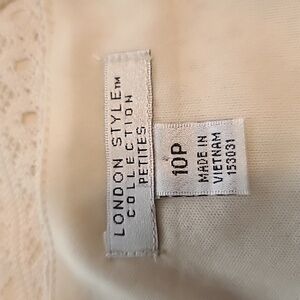 LONDON STYLE™
COLLECTION
PETITES
10P
MADE IN
VIETNAM
153031